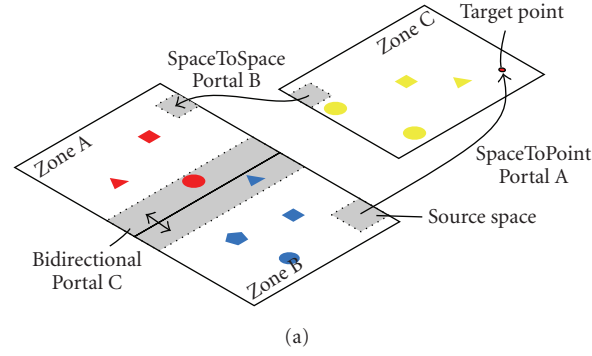 Target point
Zone C
SpaceToSpace
Portal B
Zone A
SpaceToPoint
Portal A
Source space
Bidirectional
Portal C
Zone B
(a)